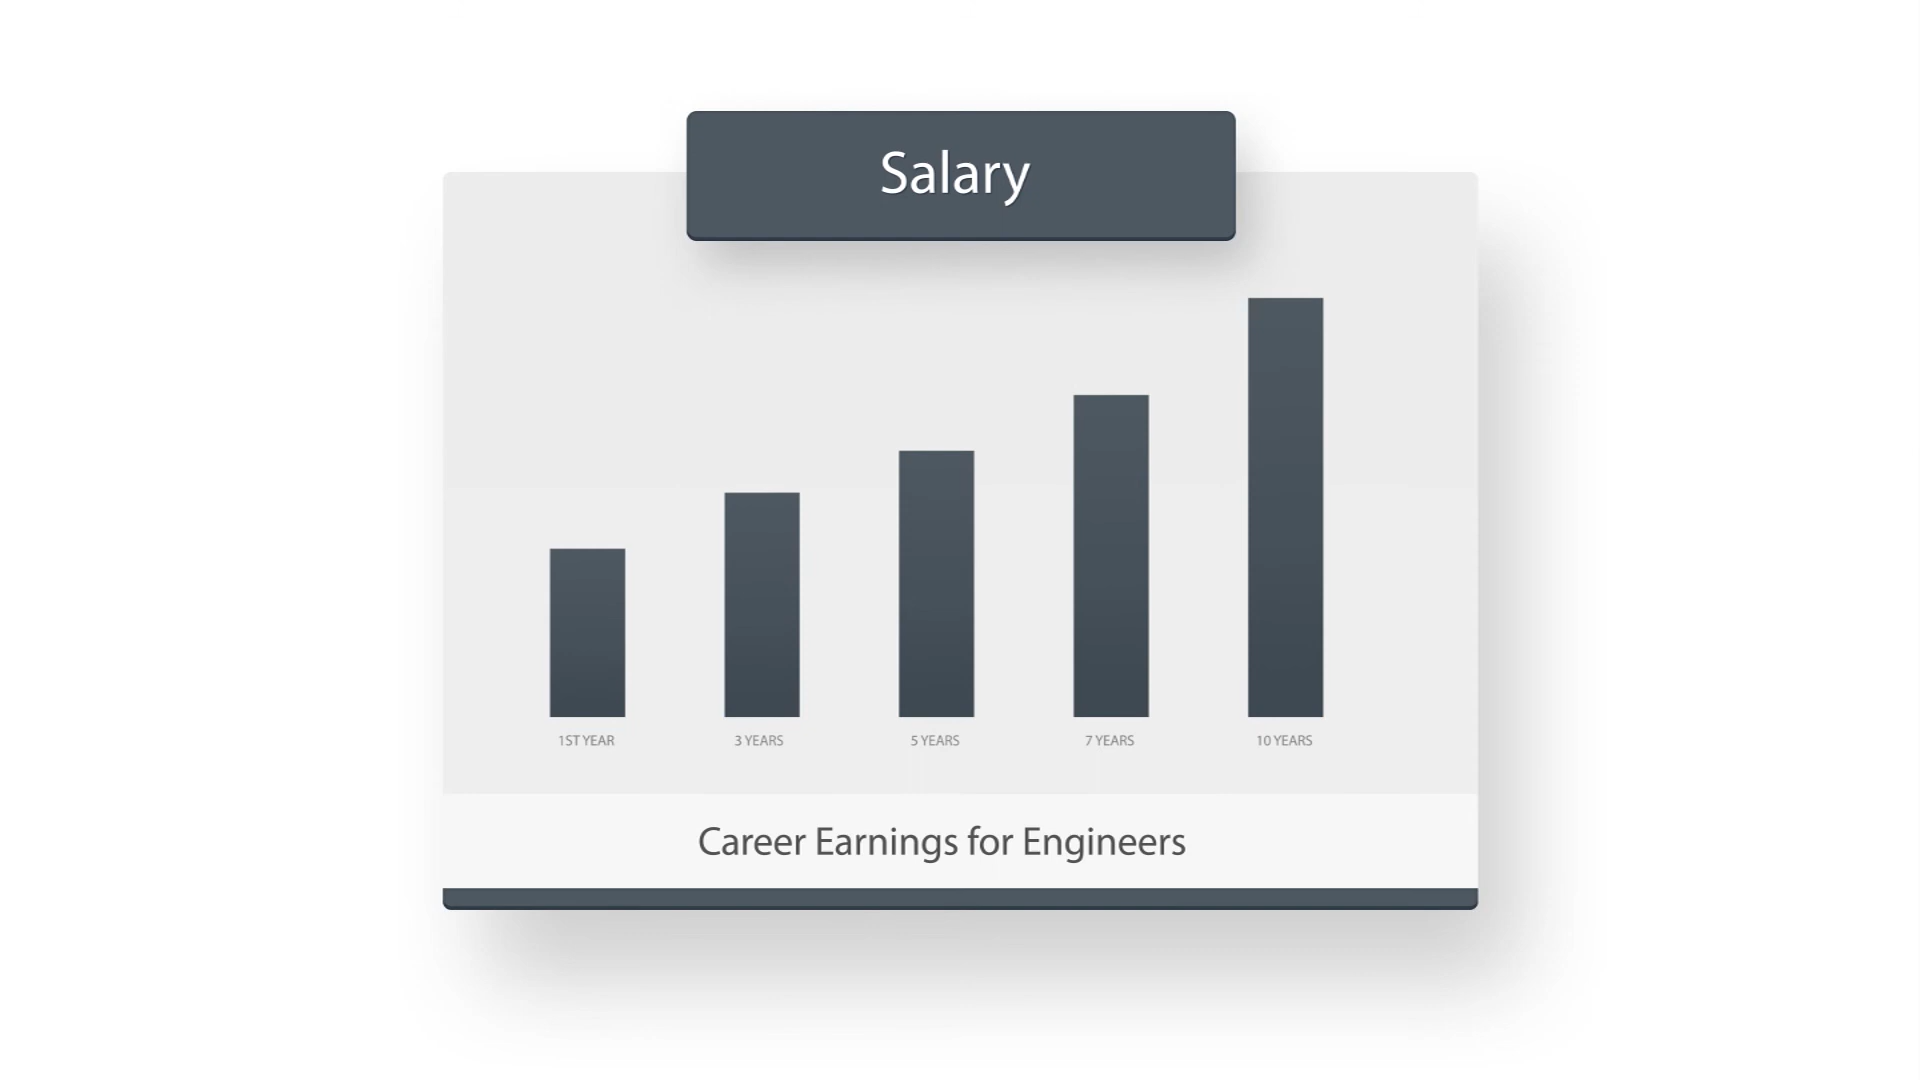 Salary
1ST YEAR
3 YEARS
5 YEARS
7 YEARS
10 YEARS
Career Earnings for Engineers